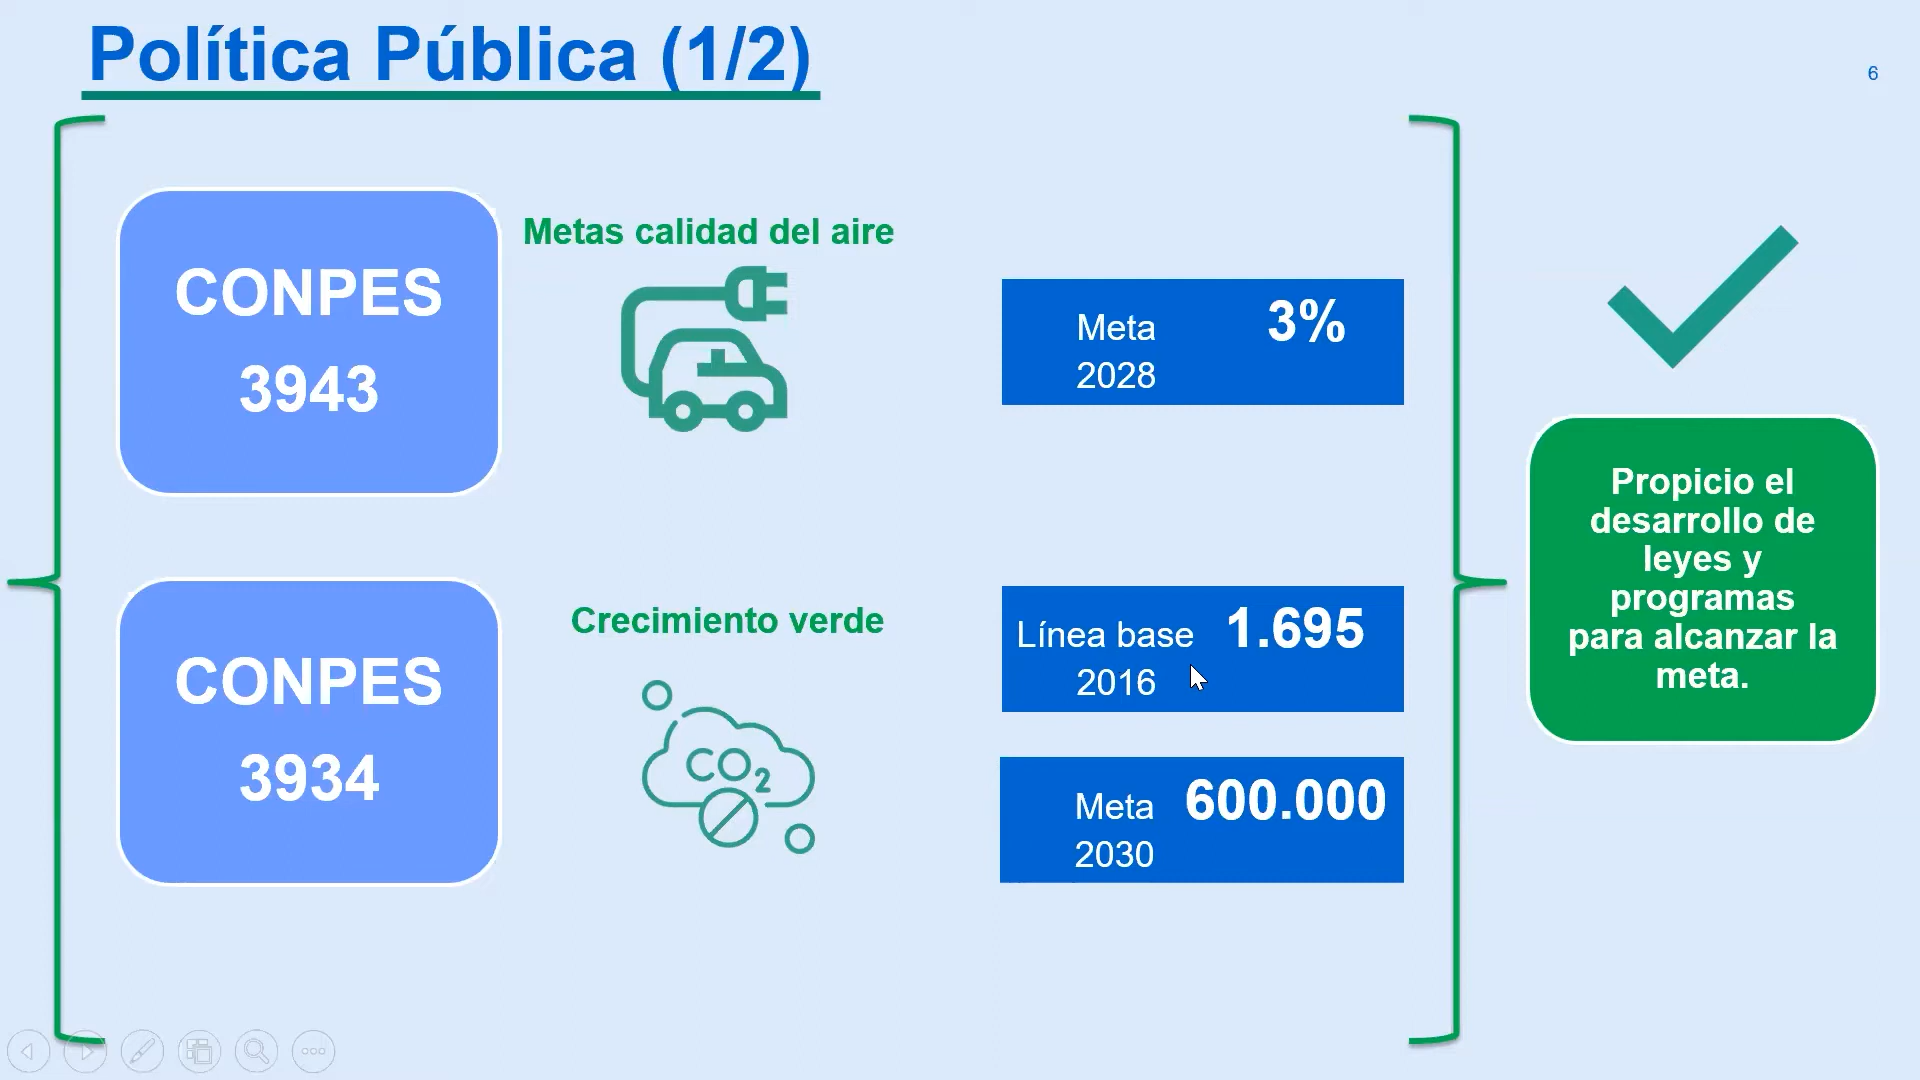 Política Pública (1/2)
6
CONPES
3943
Metas calidad del aire
Meta 3%
2028
CONPES
3934
Crecimiento verde
CO2
Línea base 1.695
2016
Meta 600.000
2030
Propicio el
desarrollo de
leyes y
programas
para alcanzar la
meta.